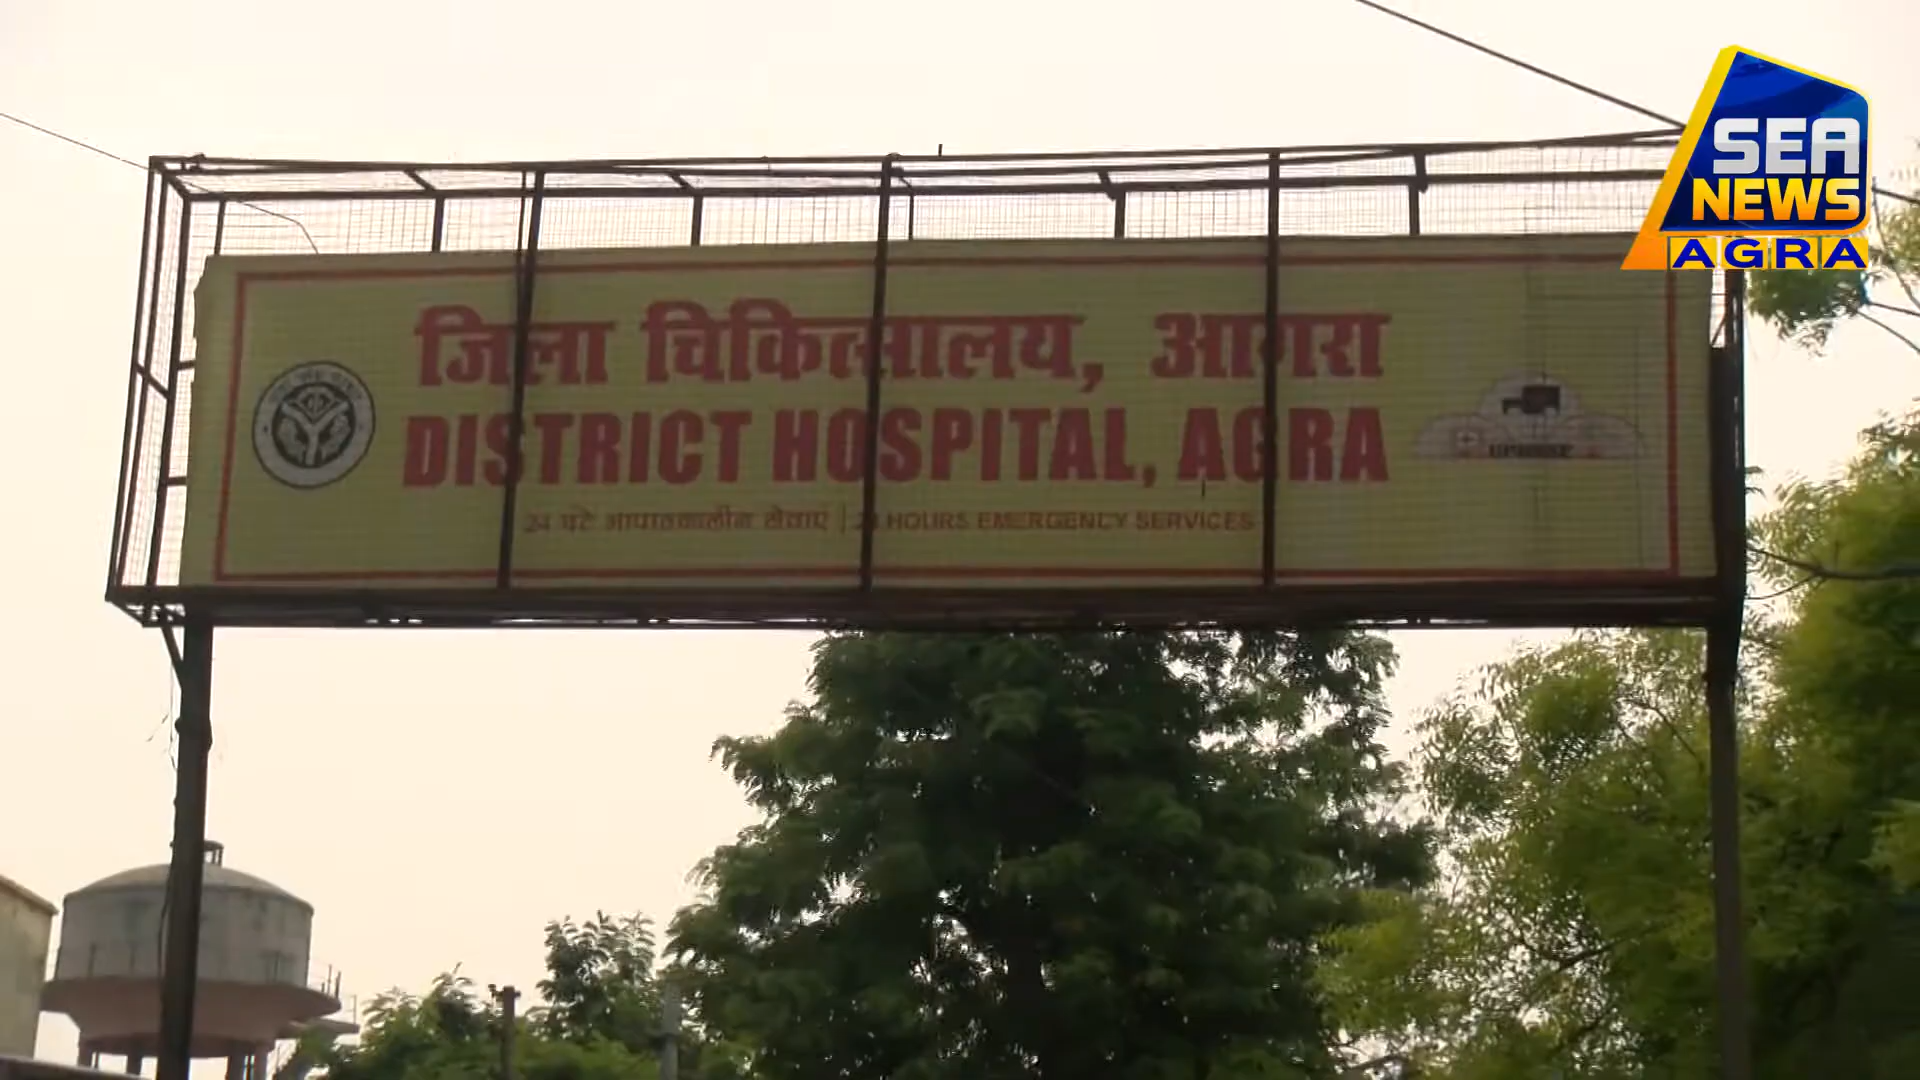 जिला चिकित्सालय, आगरा
DISTRICT HOSPITAL, AGRA
24 घंटे आपातकालीन सेवाएं | 24 HOURS EMERGENCY SERVICES
SEA
NEWS
AGRA